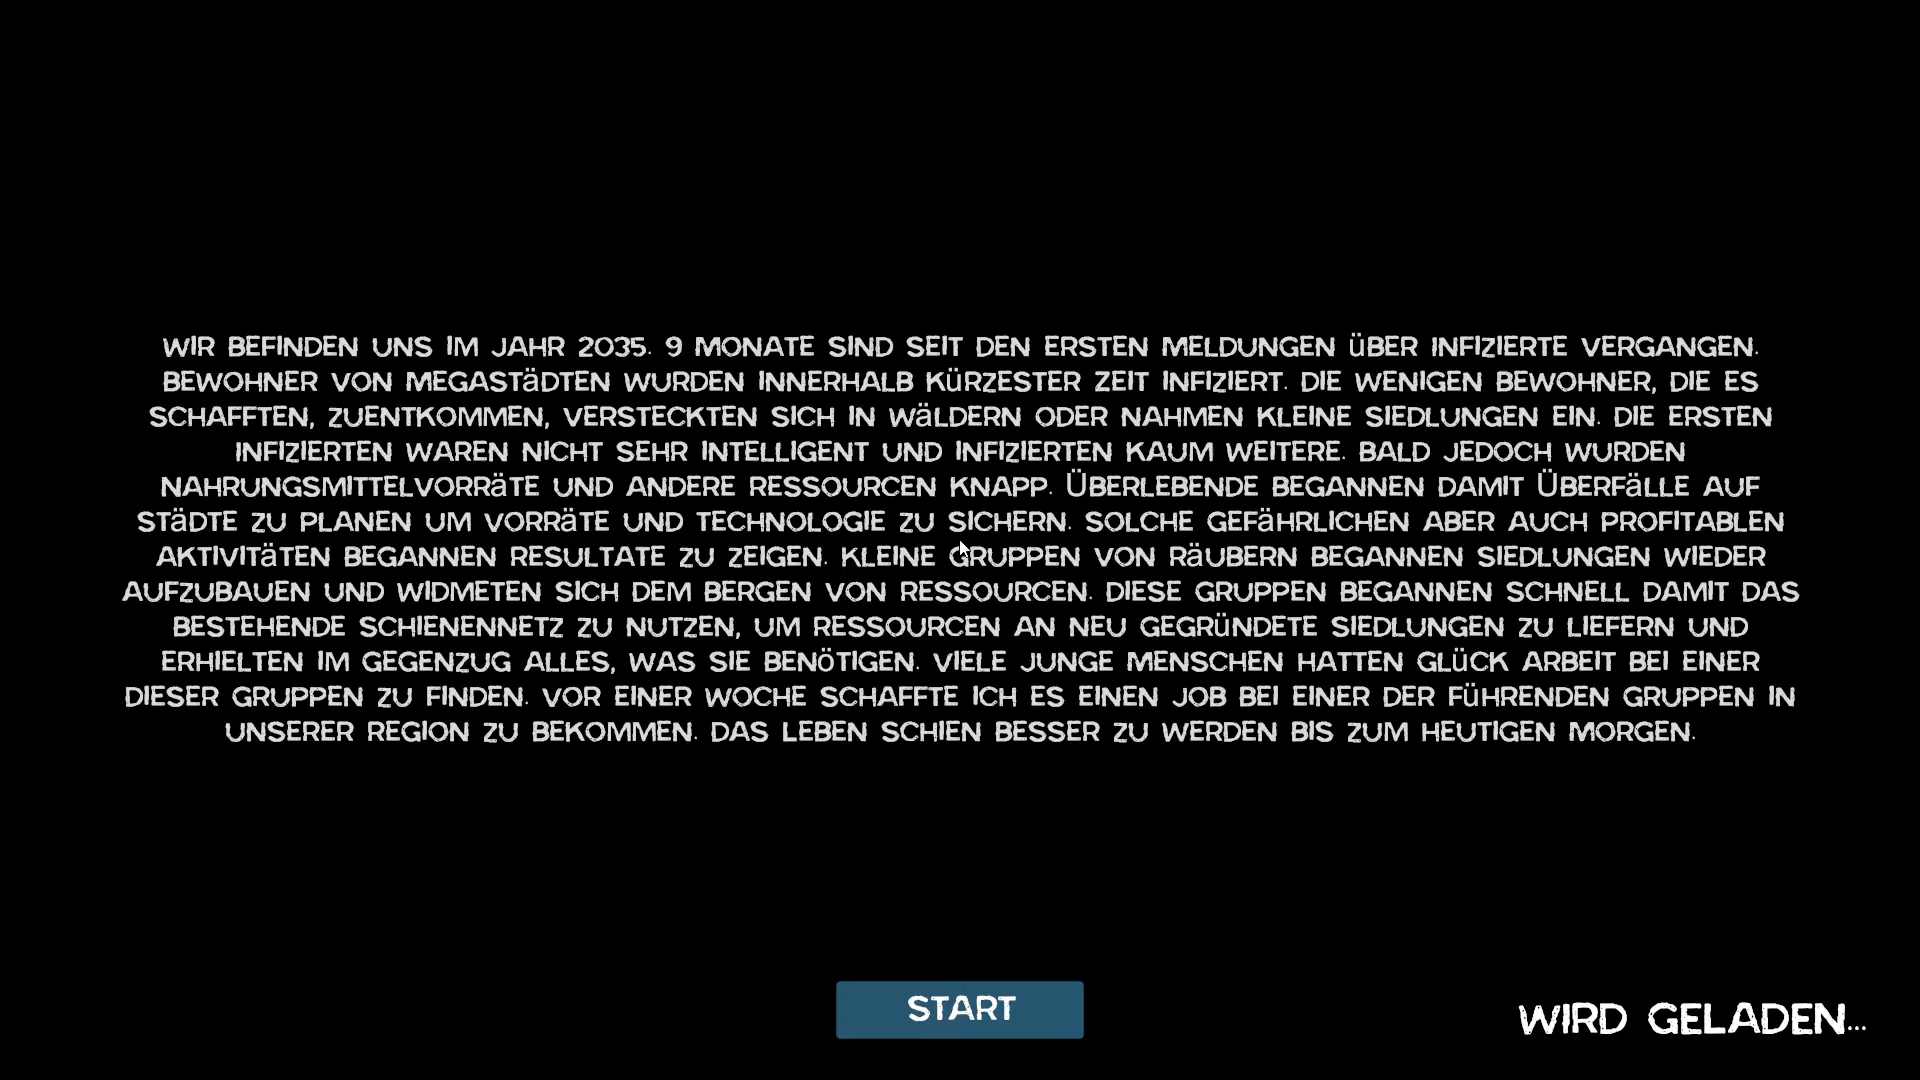 WIR BEFINDEN UNS IM JAHR 2035. 9 MONATE SIND SEIT DEN ERSTEN MELDUNGEN ÜBER INFIZIERTE VERGANGEN.
BEWOHNER VON MEGASTÄDTEN WURDEN INNERHALB KÜRZESTER ZEIT INFIZIERT. DIE WENIGEN BEWOHNER, DIE ES
SCHAFFTEN, ZUENTKOMMEN, VERSTECKTEN SICH IN WÄLDERN ODER NAHMEN KLEINE SIEDLUNGEN EIN. DIE ERSTEN
INFIZIERTEN WAREN NICHT SEHR INTELLIGENT UND INFIZIERTEN KAUM WEITERE. BALD JEDOCH WURDEN
NAHRUNGSMITTELVORRÄTE UND ANDERE RESSOURCEN KNAPP. ÜBERLEBENDE BEGANNEN DAMIT ÜBERFÄLLE AUF
STÄDTE ZU PLANEN UM VORRÄTE UND TECHNOLOGIE ZU SICHERN. SOLCHE GEFÄHRLICHEN ABER AUCH PROFITABLEN
AKTIVITÄTEN BEGANNEN RESULTATE ZU ZEIGEN. KLEINE GRUPPEN VON RÄUBERN BEGANNEN SIEDLUNGEN WIEDER
AUFZUBAUEN UND WIDMETEN SICH DEM BERGEN VON RESSOURCEN. DIESE GRUPPEN BEGANNEN SCHNELL DAMIT DAS
BESTEHENDE SCHIENENNETZ ZU NUTZEN, UM RESSOURCEN AN NEU GEGRÜNDETE SIEDLUNGEN ZU LIEFERN UND
ERHIELTEN IM GEGENZUG ALLES, WAS SIE BENÖTIGEN. VIELE JUNGE MENSCHEN HATTEN GLÜCK ARBEIT BEI EINER
DIESER GRUPPEN ZU FINDEN. VOR EINER WOCHE SCHAFFTE ICH ES EINEN JOB BEI EINER DER FÜHRENDEN GRUPPEN IN
UNSERER REGION ZU BEKOMMEN. DAS LEBEN SCHIEN BESSER ZU WERDEN BIS ZUM HEUTIGEN MORGEN.
START
WIRD GELADEN...